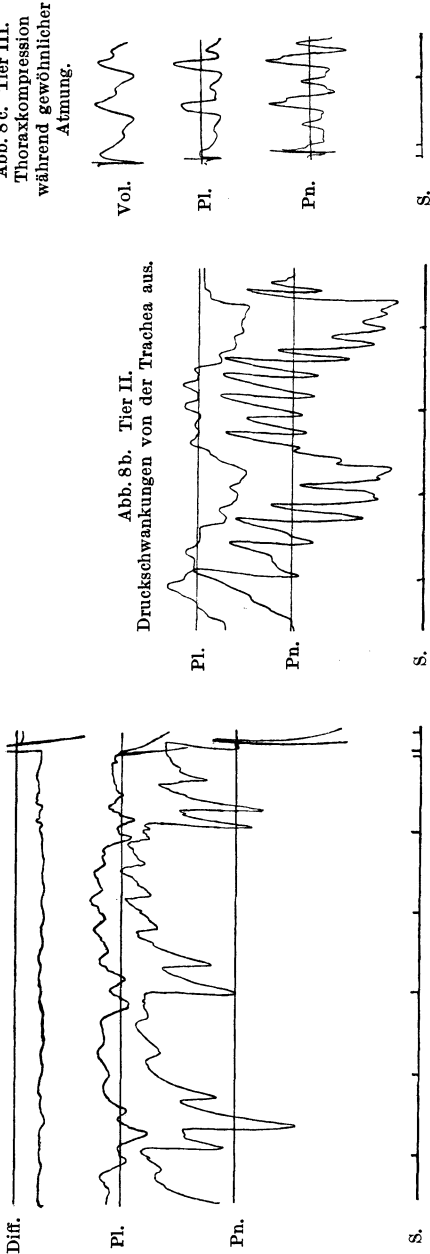 Abb. 8c. Tier III.
Thoraxkompression
während gewöhnlicher
Atmung.
Vol.
Pl.
Pn.
S.
Abb. 8b. Tier II.
Druckschwankungen von der Trachea aus.
Pl.
Pn.
S.
Diff.
Pl.
Pn.
S.